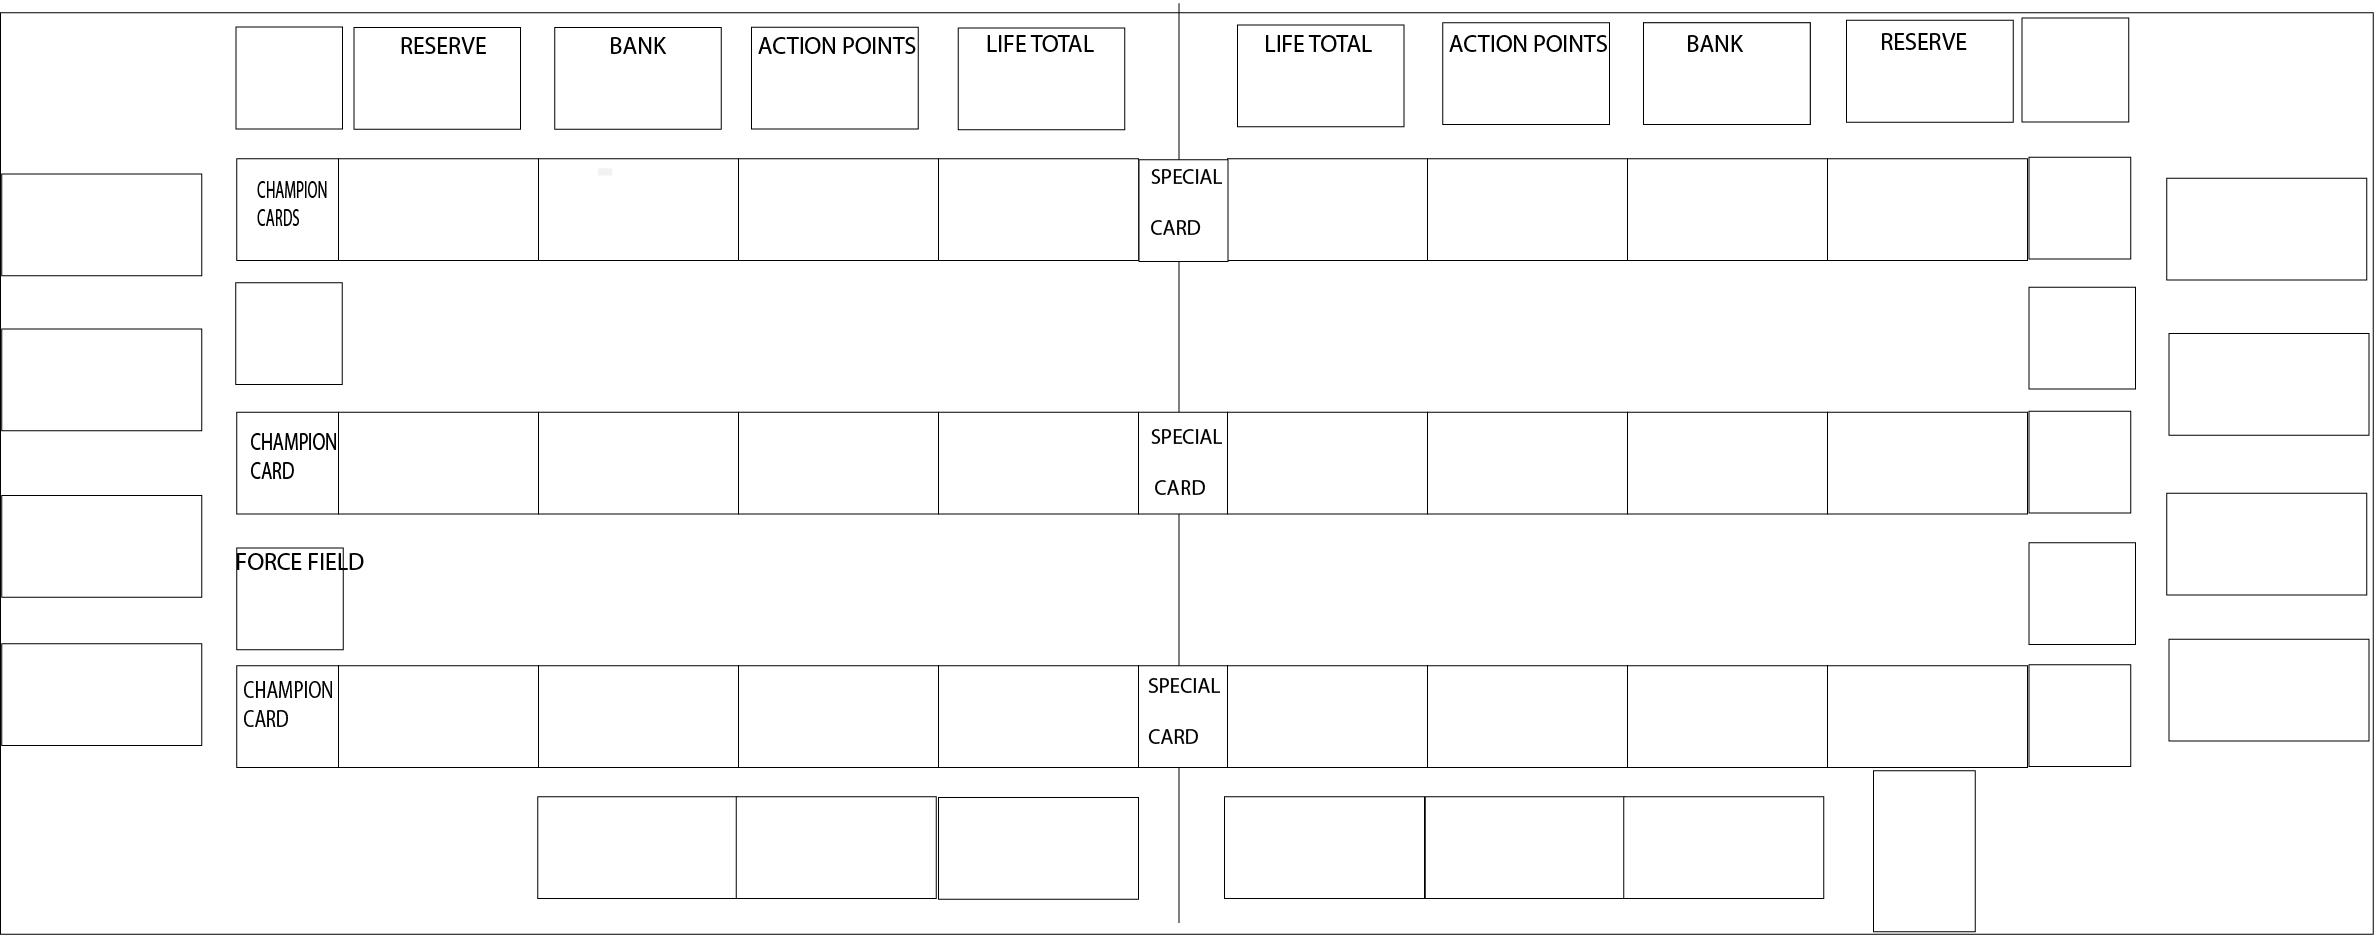 RESERVE
BANK
ACTION POINTS
LIFE TOTAL
LIFE TOTAL
ACTION POINTS
BANK
RESERVE
CHAMPION
CARDS
SPECIAL
CARD
CHAMPION
CARD
SPECIAL
CARD
FORCE FIELD
CHAMPION
CARD
SPECIAL
CARD